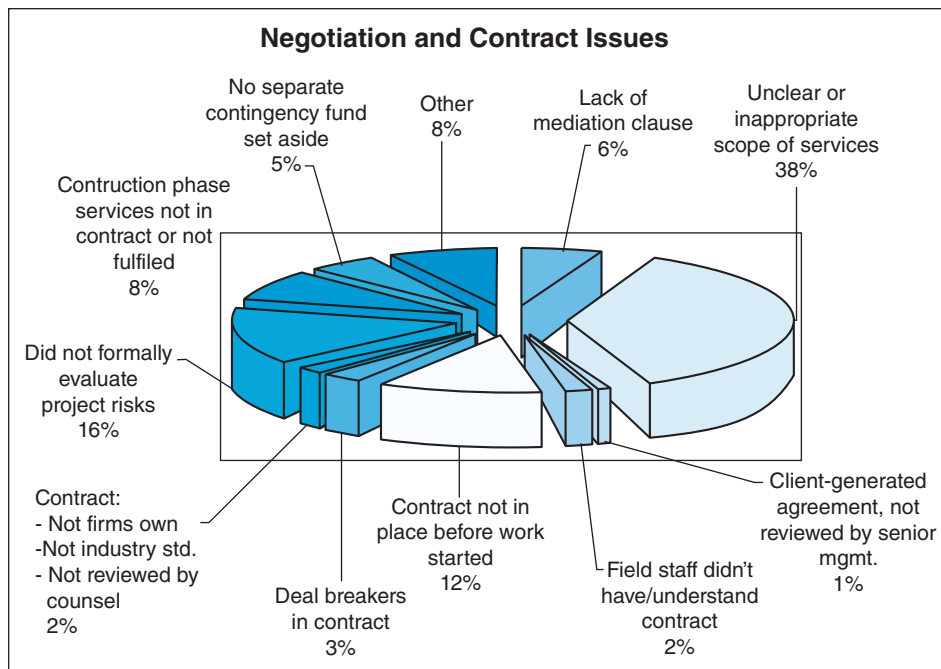 Negotiation and Contract Issues
No separate
contingency fund
set aside
5%
Other
8%
Lack of
mediation clause
6%
Unclear or
inappropriate
scope of services
38%
Contruction phase
services not in
contract or not
fulfiled
8%
Did not formally
evaluate
project risks
16%
Contract:
- Not firms own
-Not industry std.
- Not reviewed by
counsel
2%
Deal breakers
in contract
3%
Contract not in
place before work
started
12%
Field staff didn’t
have/understand
contract
2%
Client-generated
agreement, not
reviewed by senior
mgmt.
1%